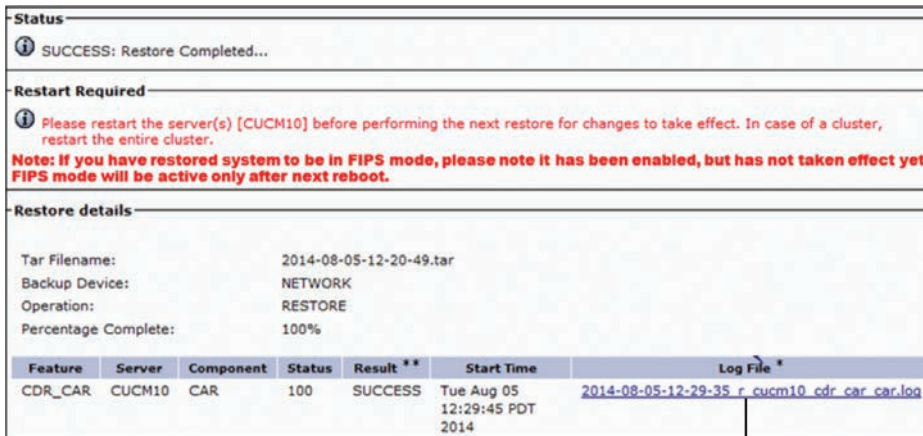 Status
SUCCESS: Restore Completed...
Restart Required
Please restart the server(s) [CUCM10] before performing the next restore for changes to take effect. In case of a cluster,
restart the entire cluster.
Note: If you have restored system to be in FIPS mode, please note it has been enabled, but has not taken effect yet
FIPS mode will be active only after next reboot.
Restore details
Tar Filename: 2014-08-05-12-20-49.tar
Backup Device: NETWORK
Operation: RESTORE
Percentage Complete: 100%
Feature Server Component Status Result ** Start Time Log File *
CDR_CAR CUCM10 CAR 100 SUCCESS Tue Aug 05 2014-08-05-12-29-35_r_cucm10_cdr_car_car.log
12:29:45 PDT
2014